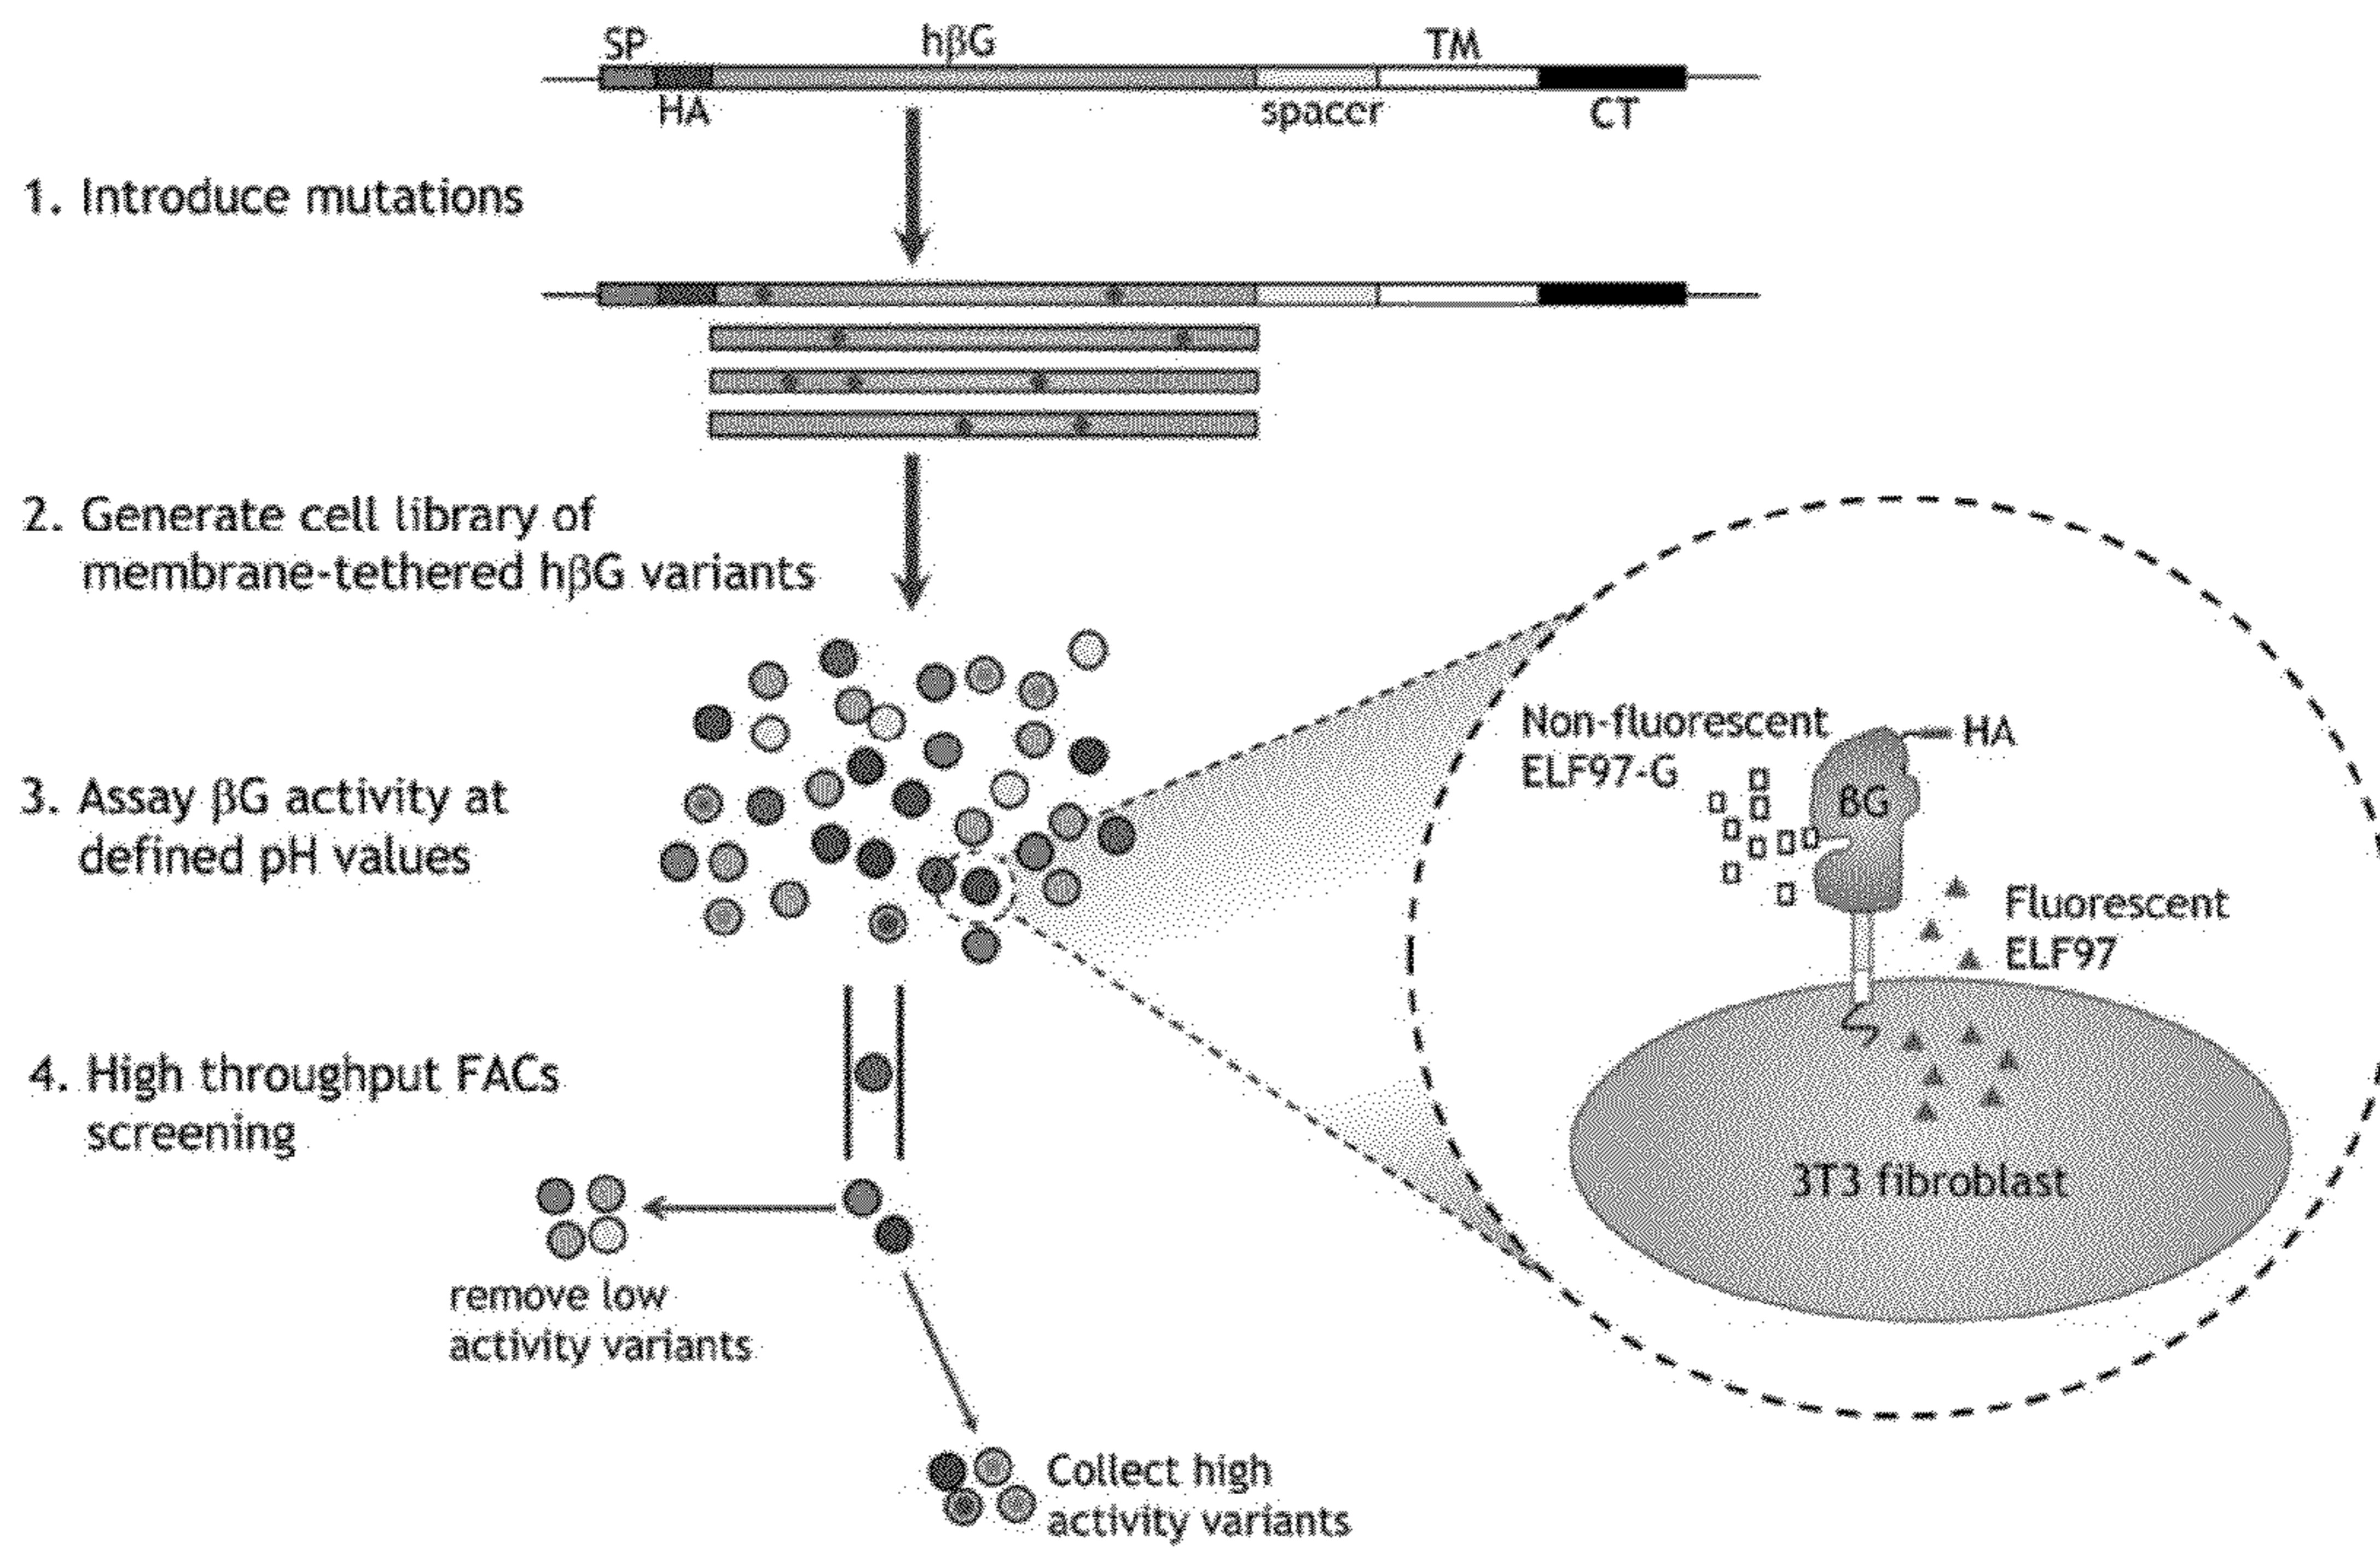 SP
hβG
TM
HA
spacer
CT
1. Introduce mutations
2. Generate cell library of
membrane-tethered hβG variants
3. Assay βG activity at
defined pH values
Non-fluorescent
ELF97-G
HA
βG
Fluorescent
ELF97
3T3 fibroblast
4. High throughput FACs
screening
remove low
activity variants
Collect high
activity variants